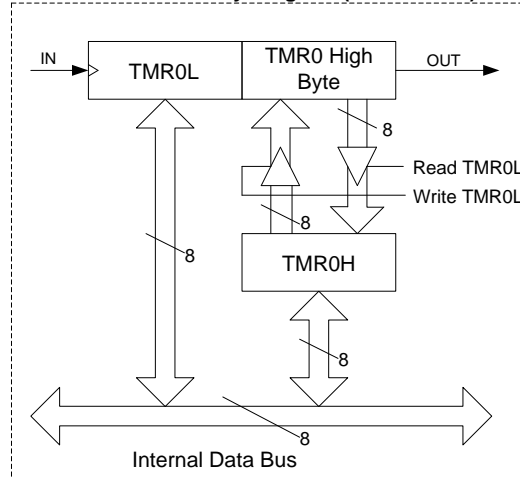 IN
TMR0L
TMR0 High
Byte
OUT
8
Read TMR0L
Write TMR0L
8
8
TMR0H
8
8
Internal Data Bus